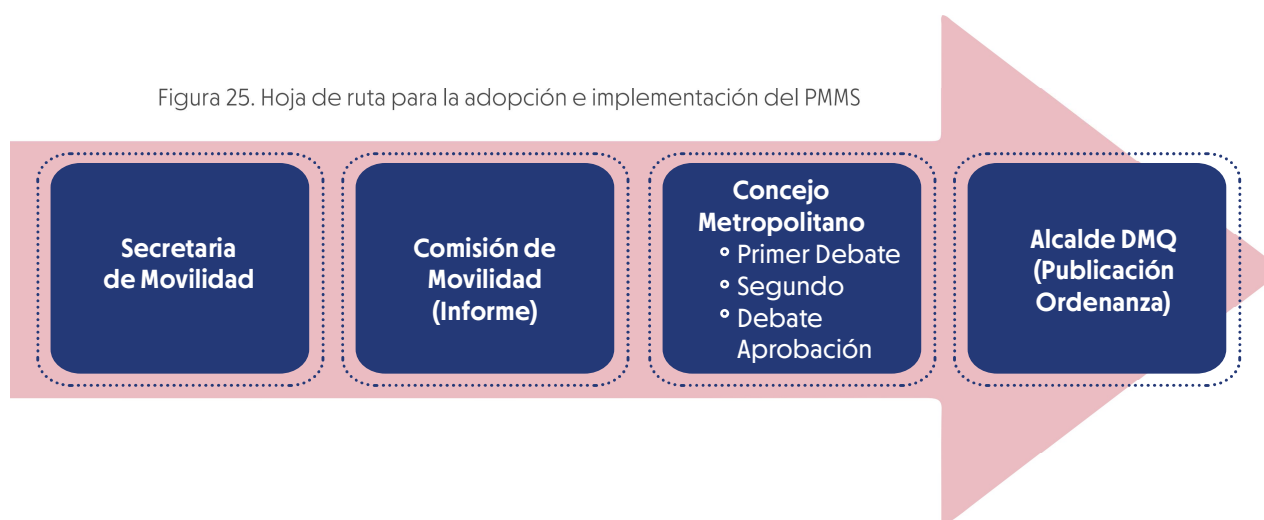 Figura 25. Hoja de ruta para la adopción e implementación del PMMS
Secretaria
de Movilidad
Comisión de
Movilidad
(Informe)
Concejo
Metropolitano
° Primer Debate
° Segundo
° Debate
Aprobación
Alcalde DMQ
(Publicación
Ordenanza)